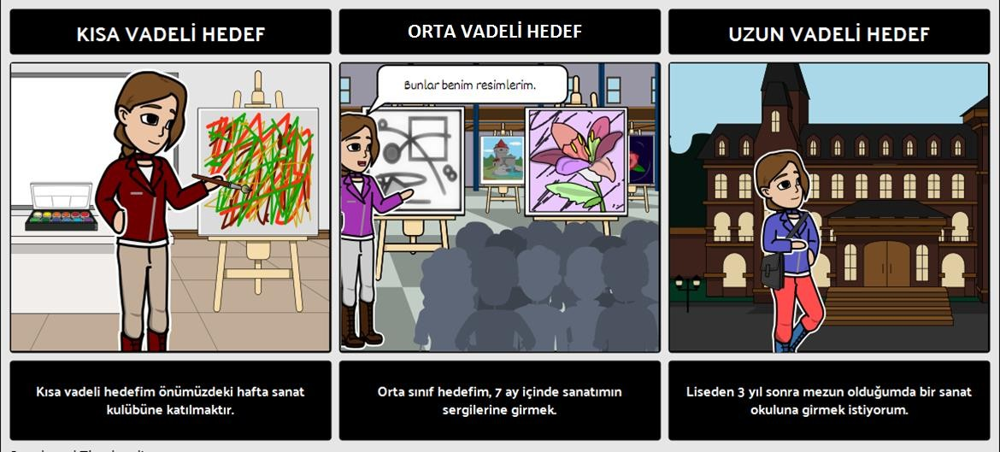 KISA VADELİ HEDEF
ORTA VADELİ HEDEF
UZUN VADELİ HEDEF
Bunlar benim resimlerim.
Kısa vadeli hedefim önümüzdeki hafta sanat
kulübüne katılmaktır.
Orta sınıf hedefim, 7 ay içinde sanatımın
sergilerine girmek.
Liseden 3 yıl sonra mezun olduğumda bir sanat
okuluna girmek istiyorum.